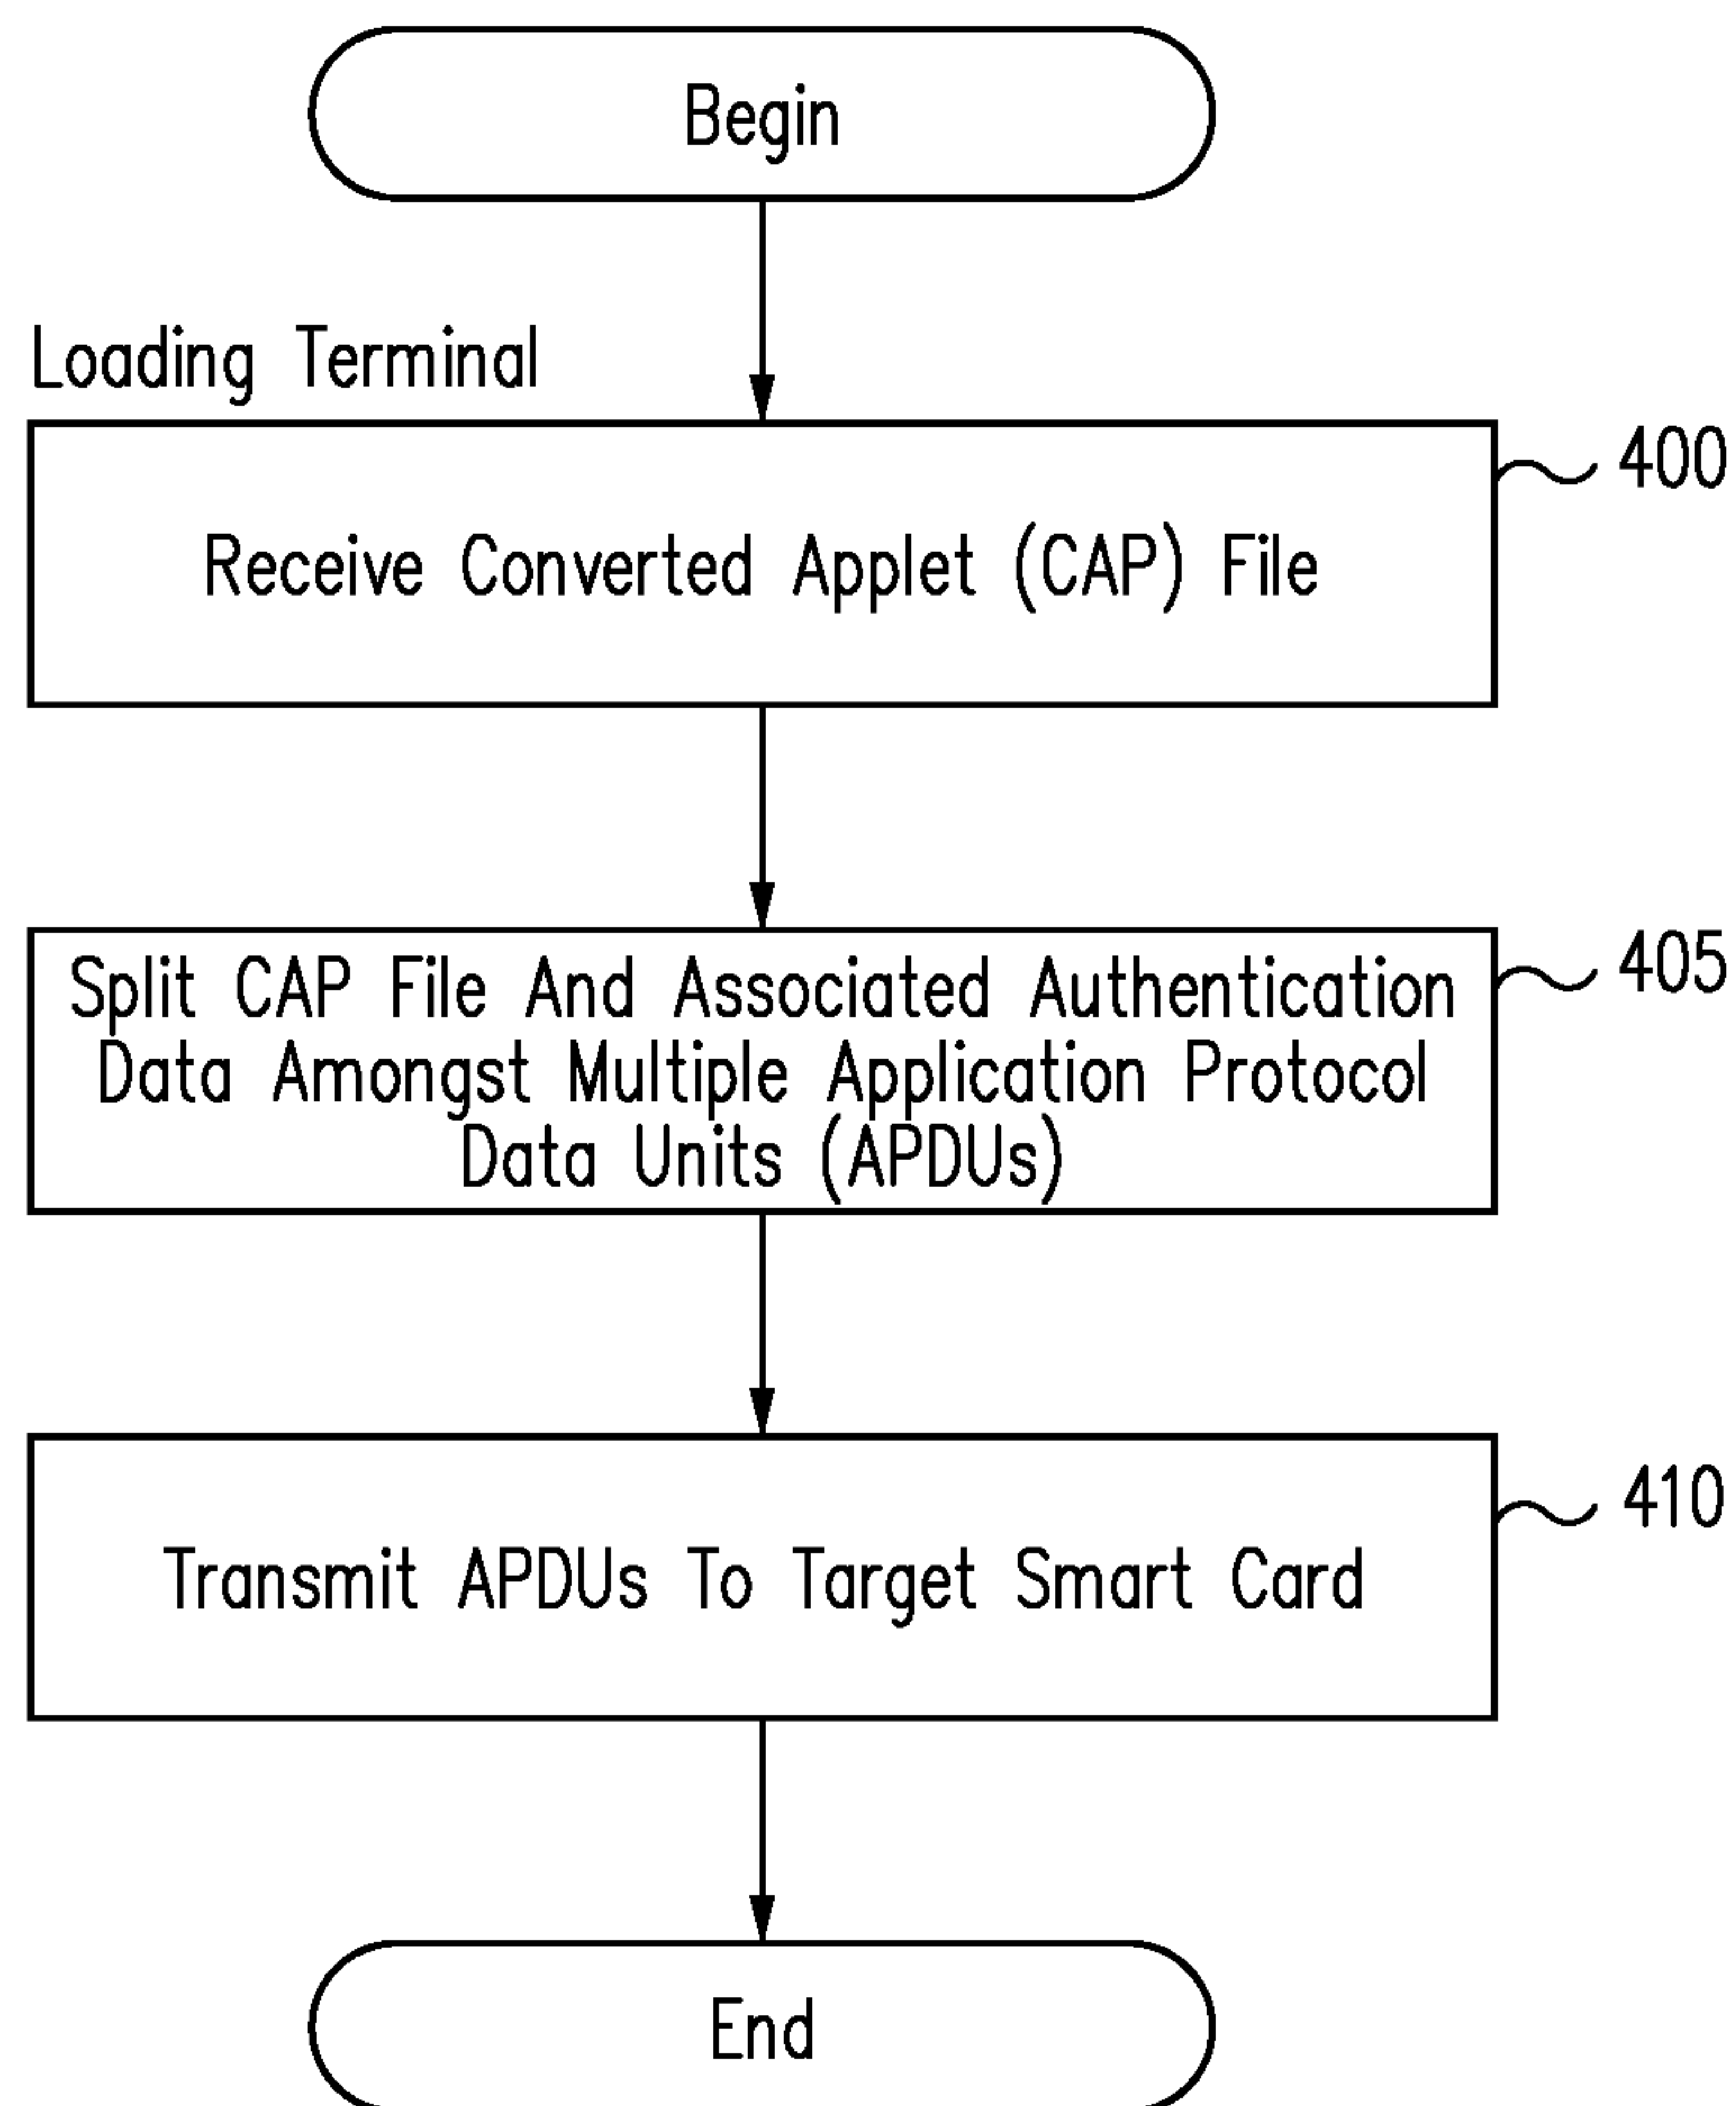 Begin
Loading Terminal
400
Receive Converted Applet (CAP) File
405
Split CAP File And Associated Authentication
Data Amongst Multiple Application Protocol
Data Units (APDUs)
410
Transmit APDUs To Target Smart Card
End